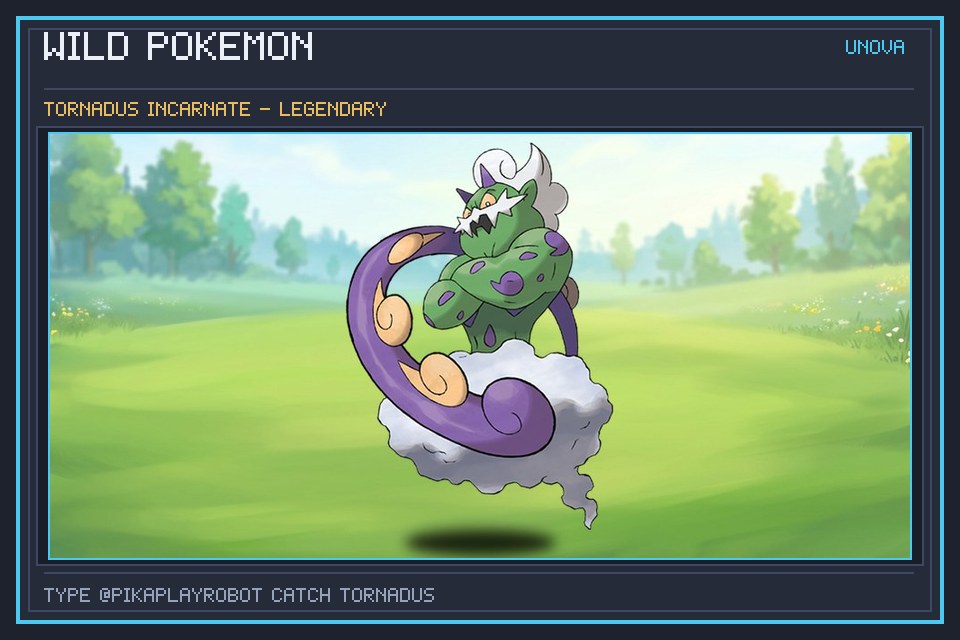 WILD POKEMON
UNOVA
TORNADUS INCARNATE - LEGENDARY
TYPE @PIKAPLAYROBOT CATCH TORNADUS